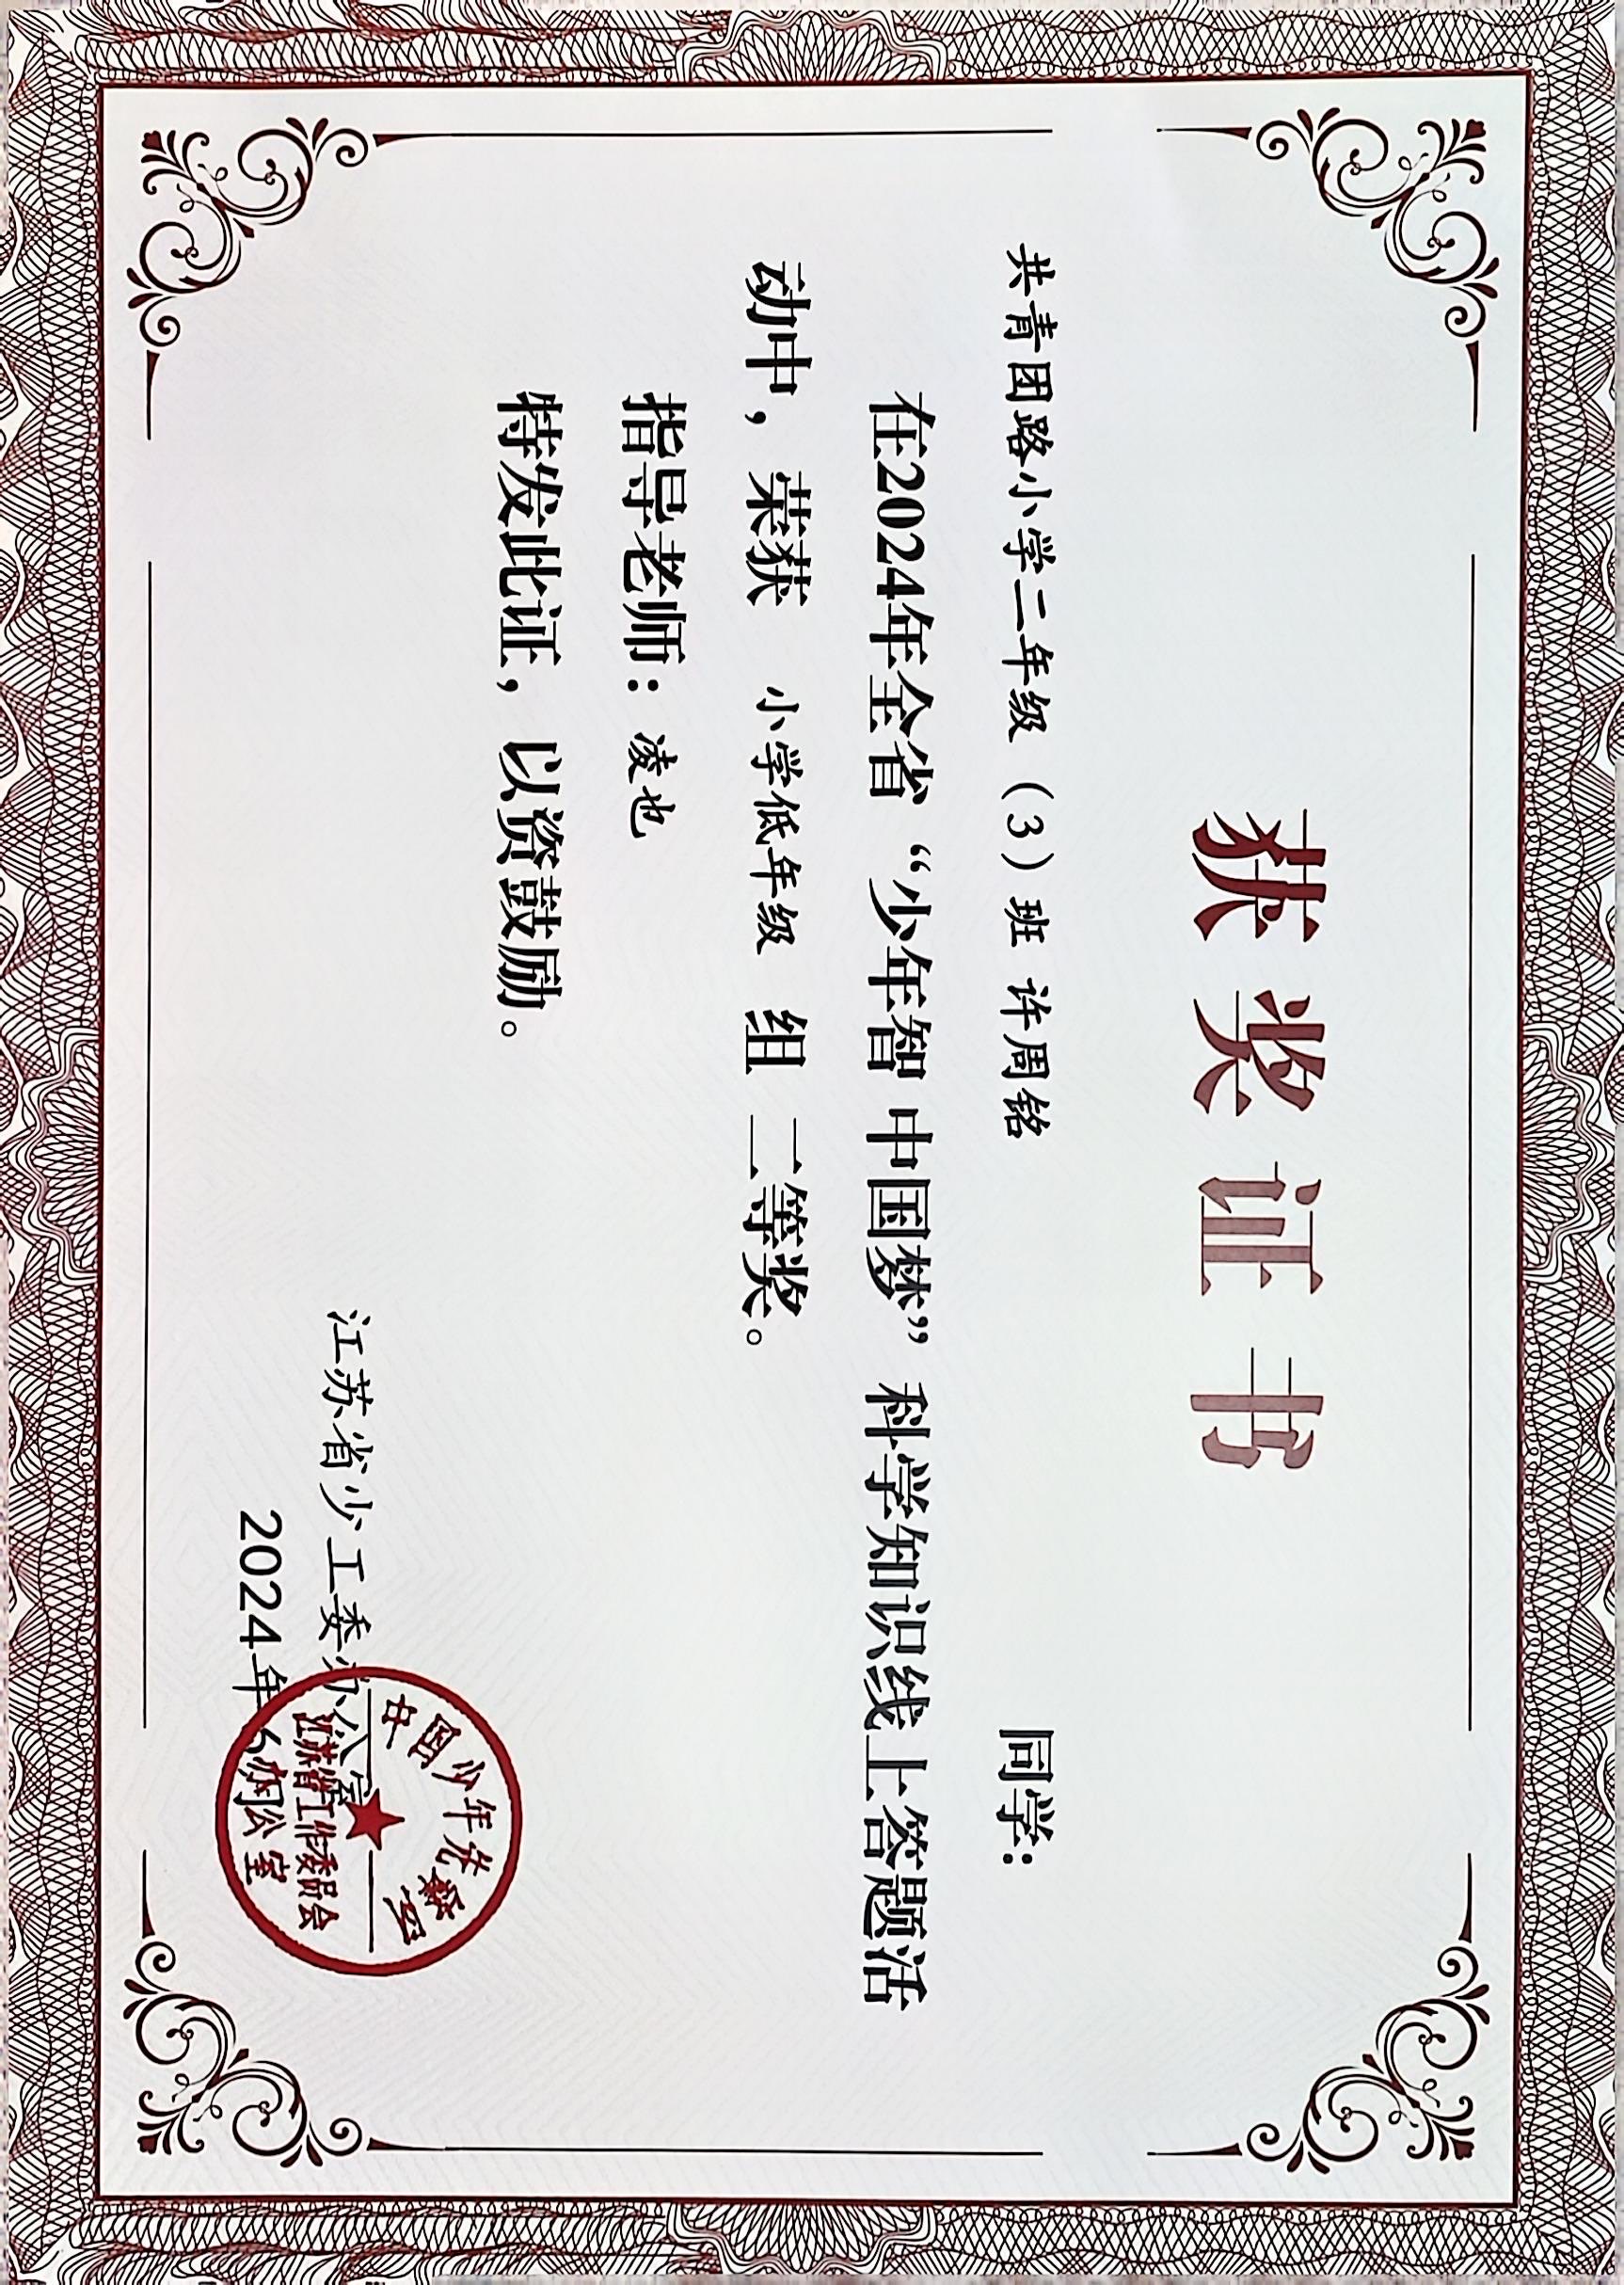 获奖证书
共青团路小学二年级（3）班 许周铭 同学：
在2024年全省“少年智 中国梦”科学知识线上答题活
动中，荣获 小学低年级 组 二等奖。
指导老师：凌也
特发此证，以资鼓励。
江苏省少工委办公室
2024年6月
中国少年先锋队
江苏省工作委员会
办公室